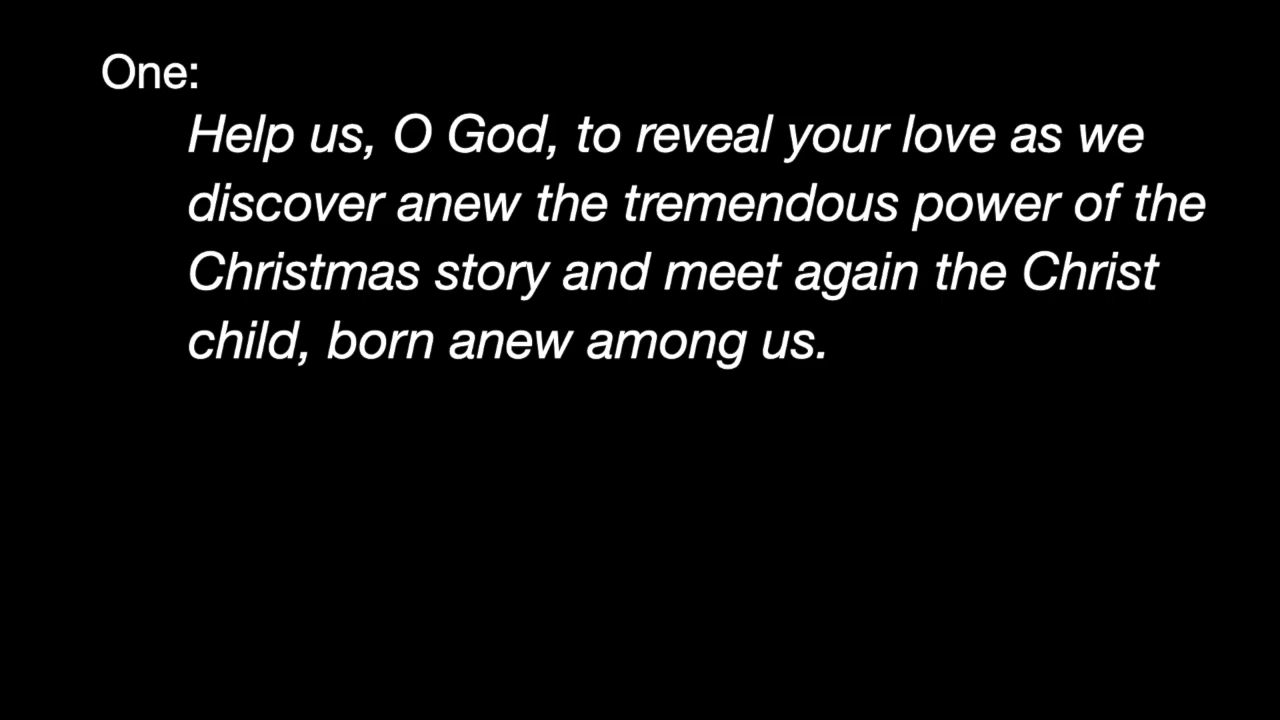 One:
Help us, O God, to reveal your love as we
discover anew the tremendous power of the
Christmas story and meet again the Christ
child, born anew among us.